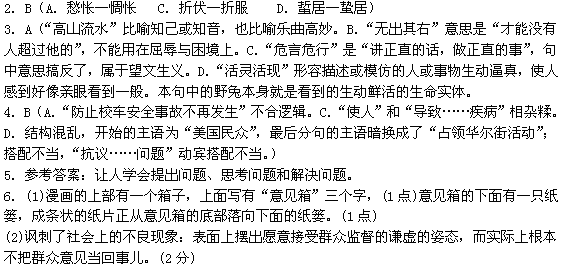 2. B（A. 愁怅—惆怅　C. 折伏—折服　D. 蜇居—蛰居）
3. A（“高山流水”比喻知己或知音，也比喻乐曲高妙。B.“无出其右”意思是“才能没有
人超过他的”，不能用在屈辱与困境上。C.“危言危行”是“讲正直的话，做正直的事”，句
中意思搞反了，属于望文生义。D.“活灵活现”形容描述或模仿的人或事物生动逼真，使人
感到好像亲眼看到一般。本句中的野兔本身就是看到的生动鲜活的生命实体。
4. B（A.“防止校车安全事故不再发生”不合逻辑。C.“使人”和“导致……疾病”相杂糅。
D. 结构混乱，开始的主语为“美国民众”，最后分句的主语暗换成了“占领华尔街活动”；
搭配不当，“抗议……问题”动宾搭配不当。）
5. 参考答案：让人学会提出问题、思考问题和解决问题。
6. (1)漫画的上部有一个箱子，上面写有“意见箱”三个字，(1点)意见箱的下面有一只纸
篓，成条状的纸片正从意见箱的底部落向下面的纸篓。(1点)
(2)讽刺了社会上的不良现象：表面上摆出愿意接受群众监督的谦虚的姿态，而实际上根本
不把群众意见当回事儿。(2分)